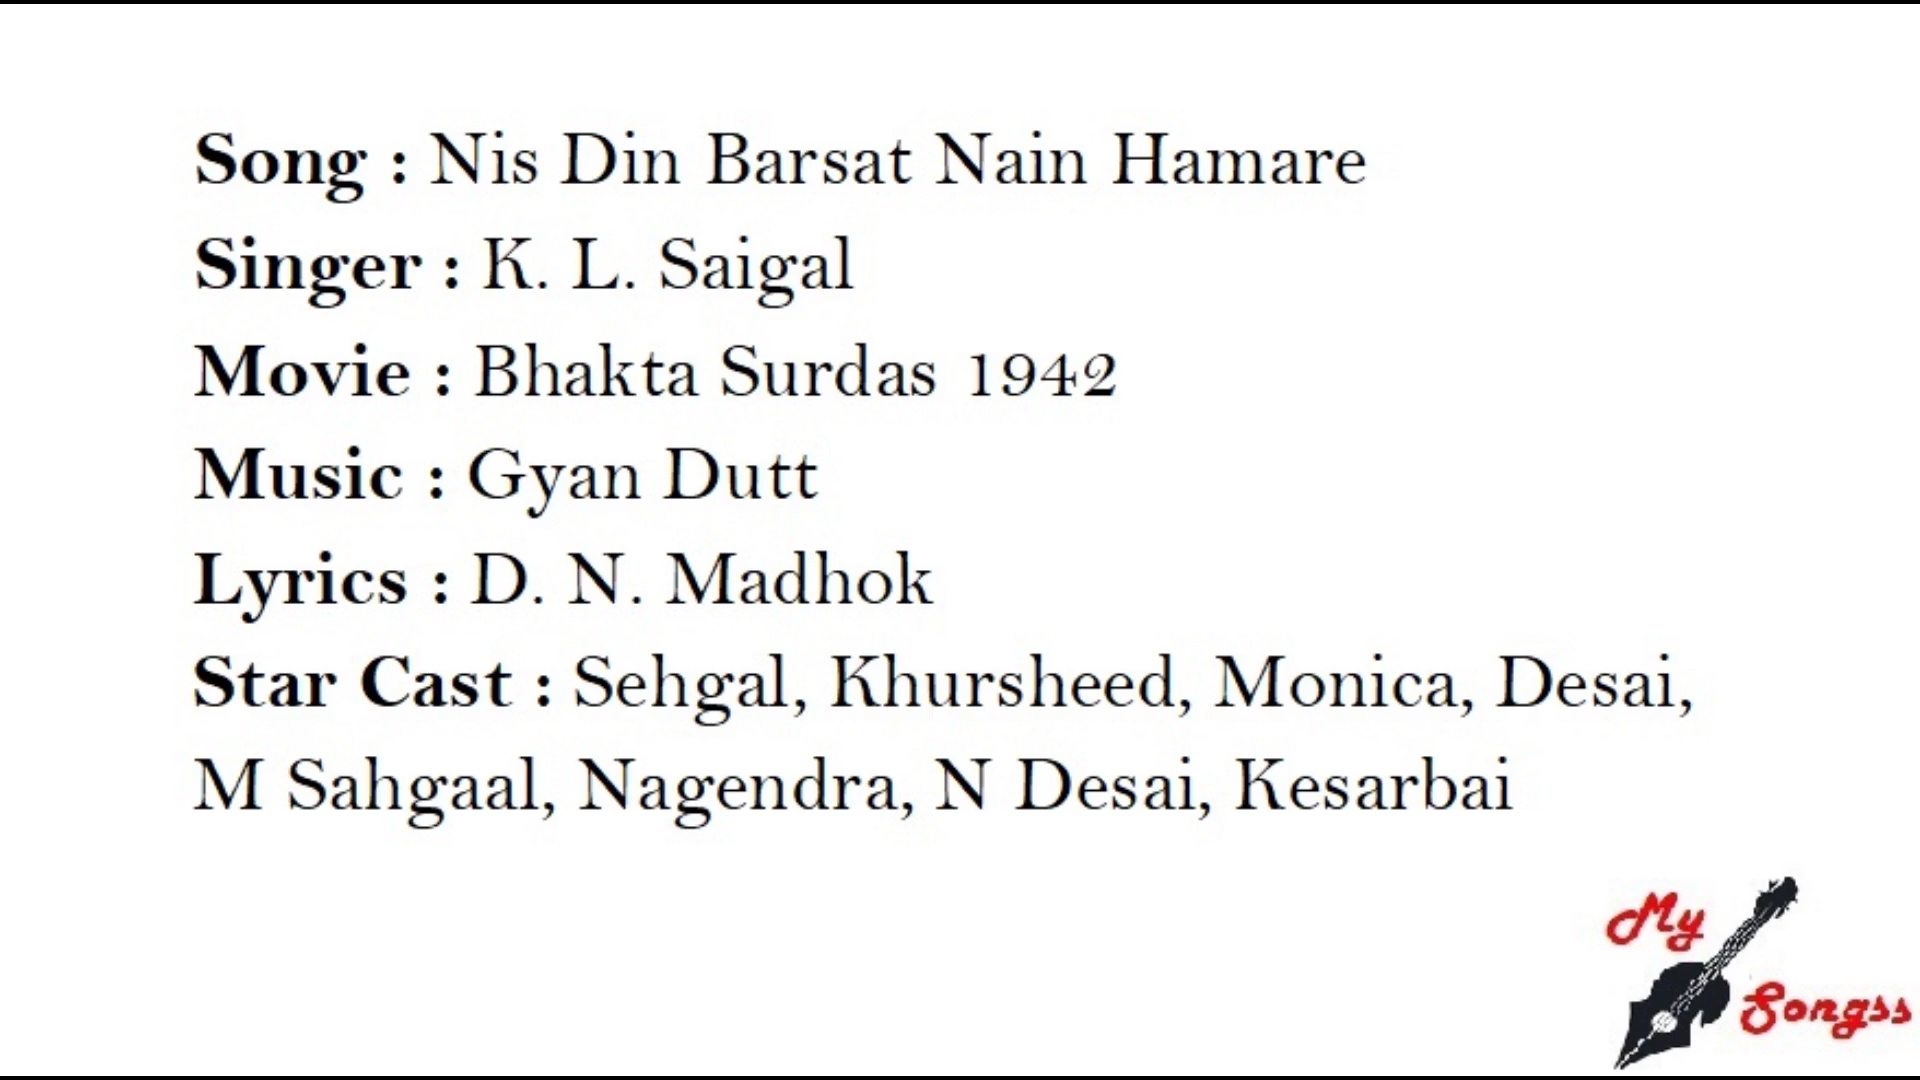 Song : Nis Din Barsat Nain Hamare
Singer : K. L. Saigal
Movie : Bhakta Surdas 1942
Music : Gyan Dutt
Lyrics : D. N. Madhok
Star Cast : Sehgal, Khursheed, Monica, Desai,
M Sahgaal, Nagendra, N Desai, Kesarbai
My
Songss